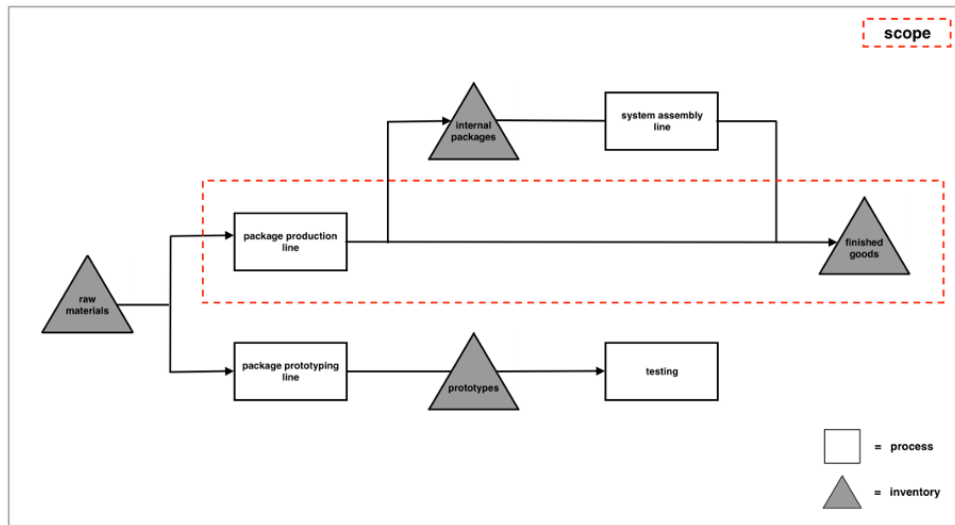 scope
internal
packages
system assembly
line
package production
line
finished
goods
raw
materials
package prototyping
line
prototypes
testing
= process
= inventory